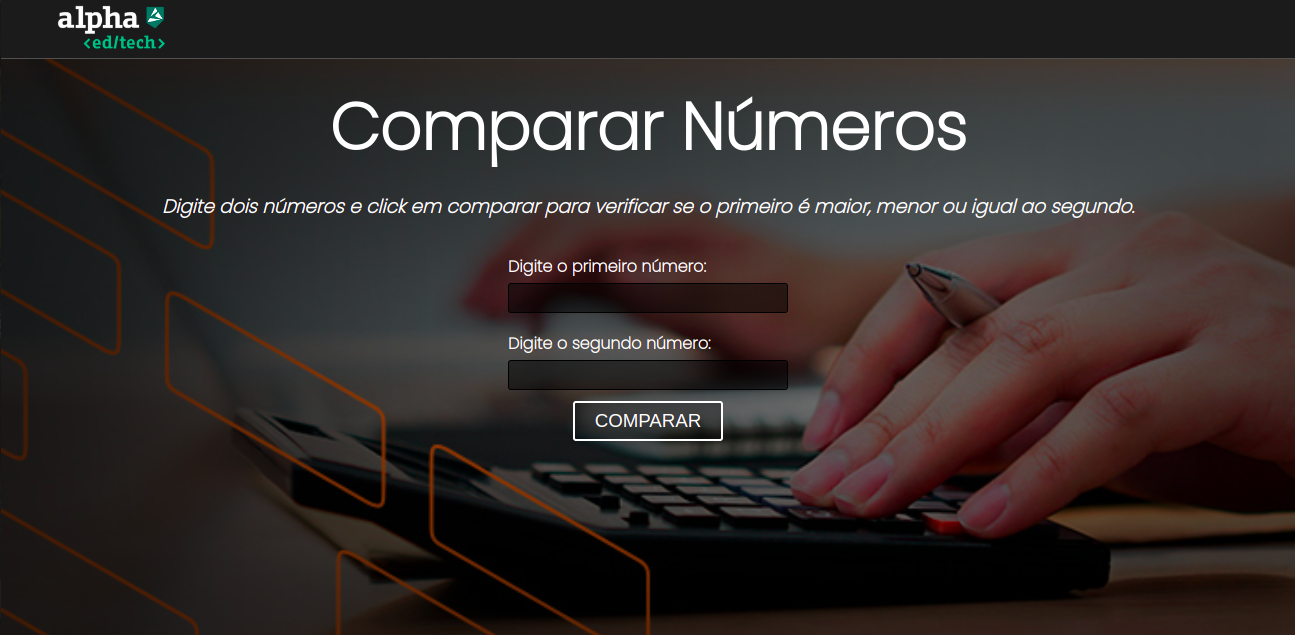 alpha
<ed/tech>
Comparar Números
Digite dois números e click em comparar para verificar se o primeiro é maior, menor ou igual ao segundo.
Digite o primeiro número:
Digite o segundo número:
COMPARAR